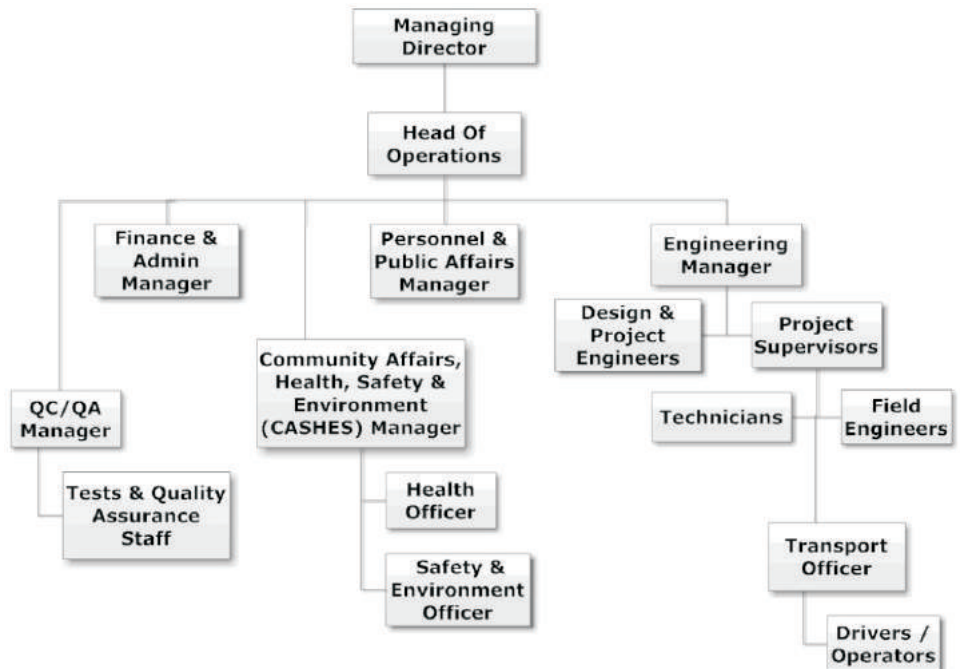 Managing
Director
Head Of
Operations
Finance &
Admin
Manager
Personnel &
Public Affairs
Manager
Engineering
Manager
Design &
Project
Engineers
Project
Supervisors
Community Affairs,
Health, Safety &
Environment
(CASHES) Manager
QC/QA
Manager
Technicians
Field
Engineers
Tests & Quality
Assurance
Staff
Health
Officer
Safety &
Environment
Officer
Transport
Officer
Drivers /
Operators